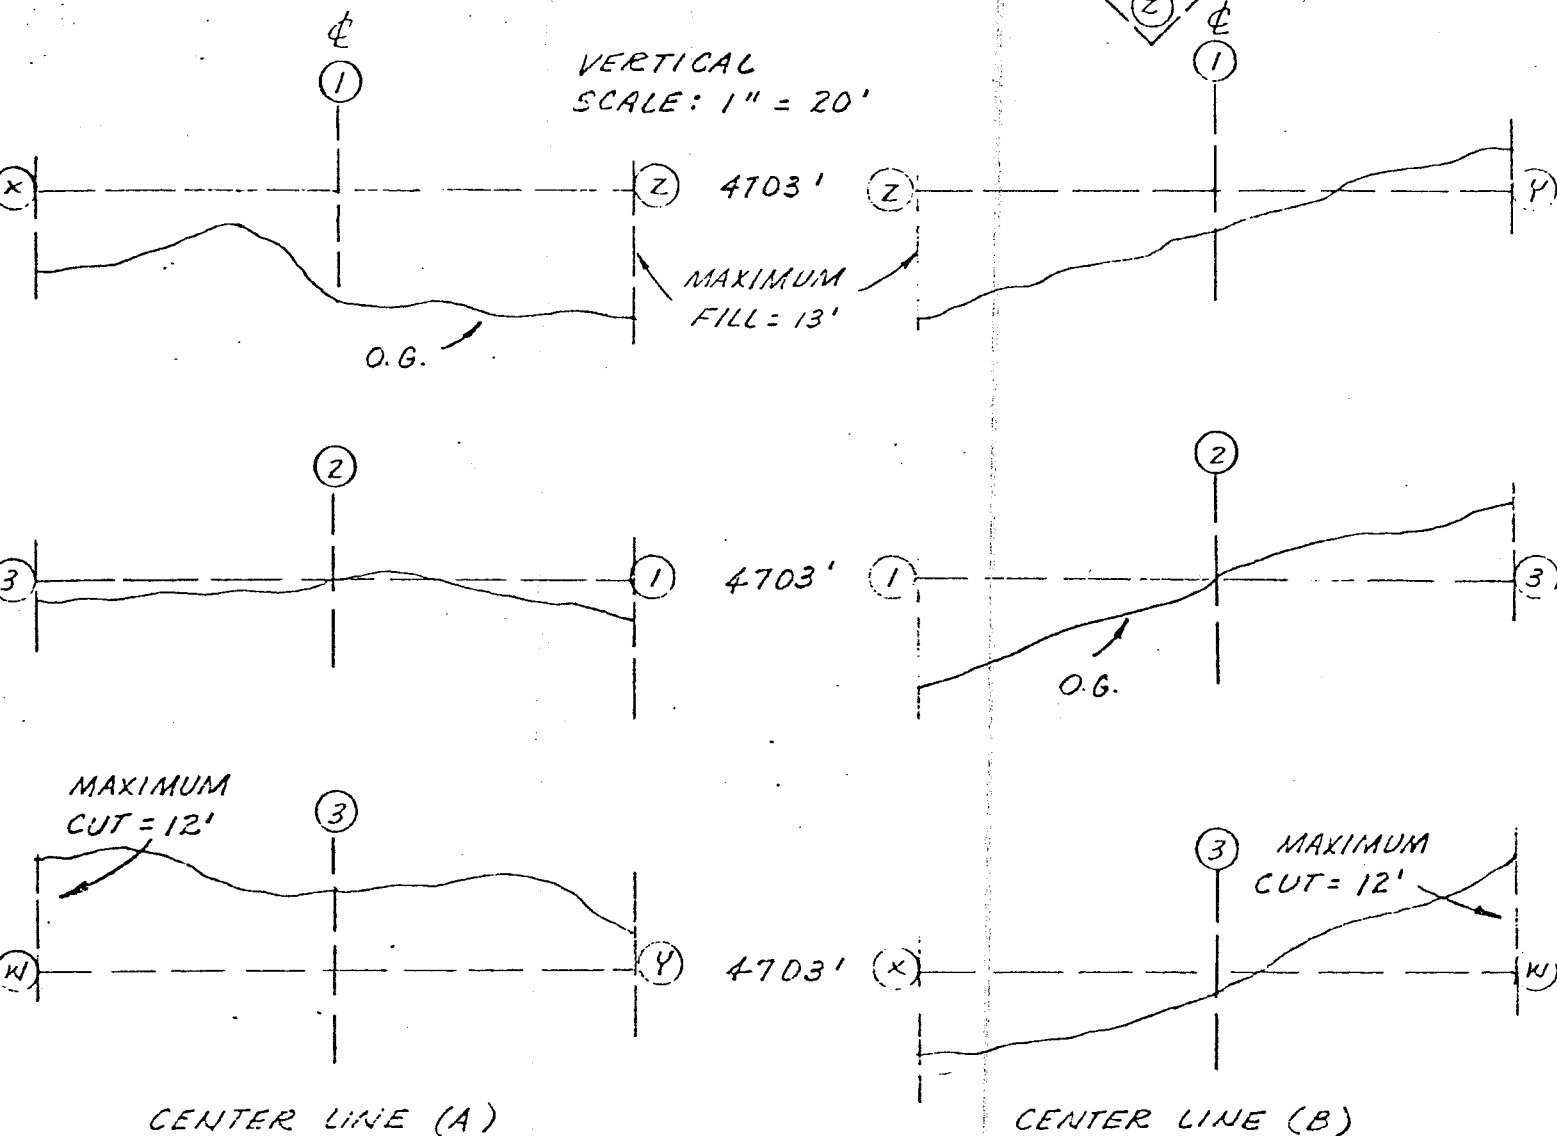 Z
℄
1
VERTICAL
SCALE: 1" = 20'
℄
1
X
Z
4703'
Z
Y
MAXIMUM
FILL = 13'
O.G.
2
2
3
1
4703'
1
3
O.G.
MAXIMUM
CUT = 12'
3
3
MAXIMUM
CUT = 12'
W
Y
4703'
X
W
CENTER LINE (A)
CENTER LINE (B)